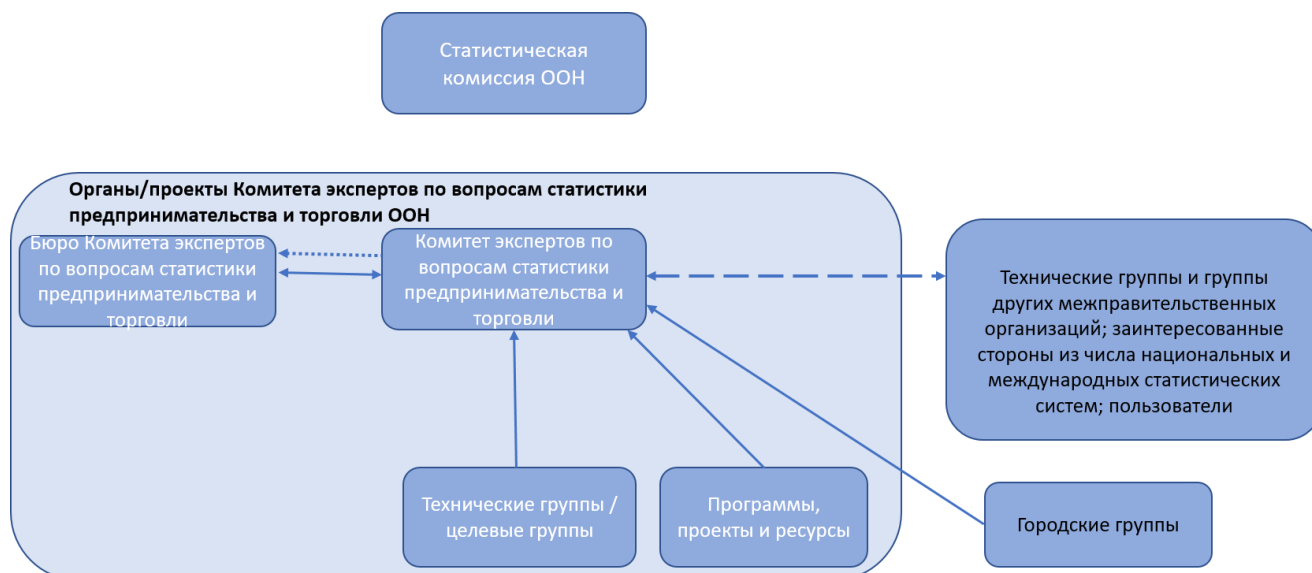 Статистическая
комиссия ООН
Органы/проекты Комитета экспертов по вопросам статистики
предпринимательства и торговли ООН
Бюро Комитета экспертов
по вопросам статистики
предпринимательства и
торговли
Комитет экспертов по
вопросам статистики
предпринимательства и
торговли
Технические группы и группы
других межправительственных
организаций; заинтересованные
стороны из числа национальных и
международных статистических
систем; пользователи
Технические группы /
целевые группы
Программы,
проекты и ресурсы
Городские группы